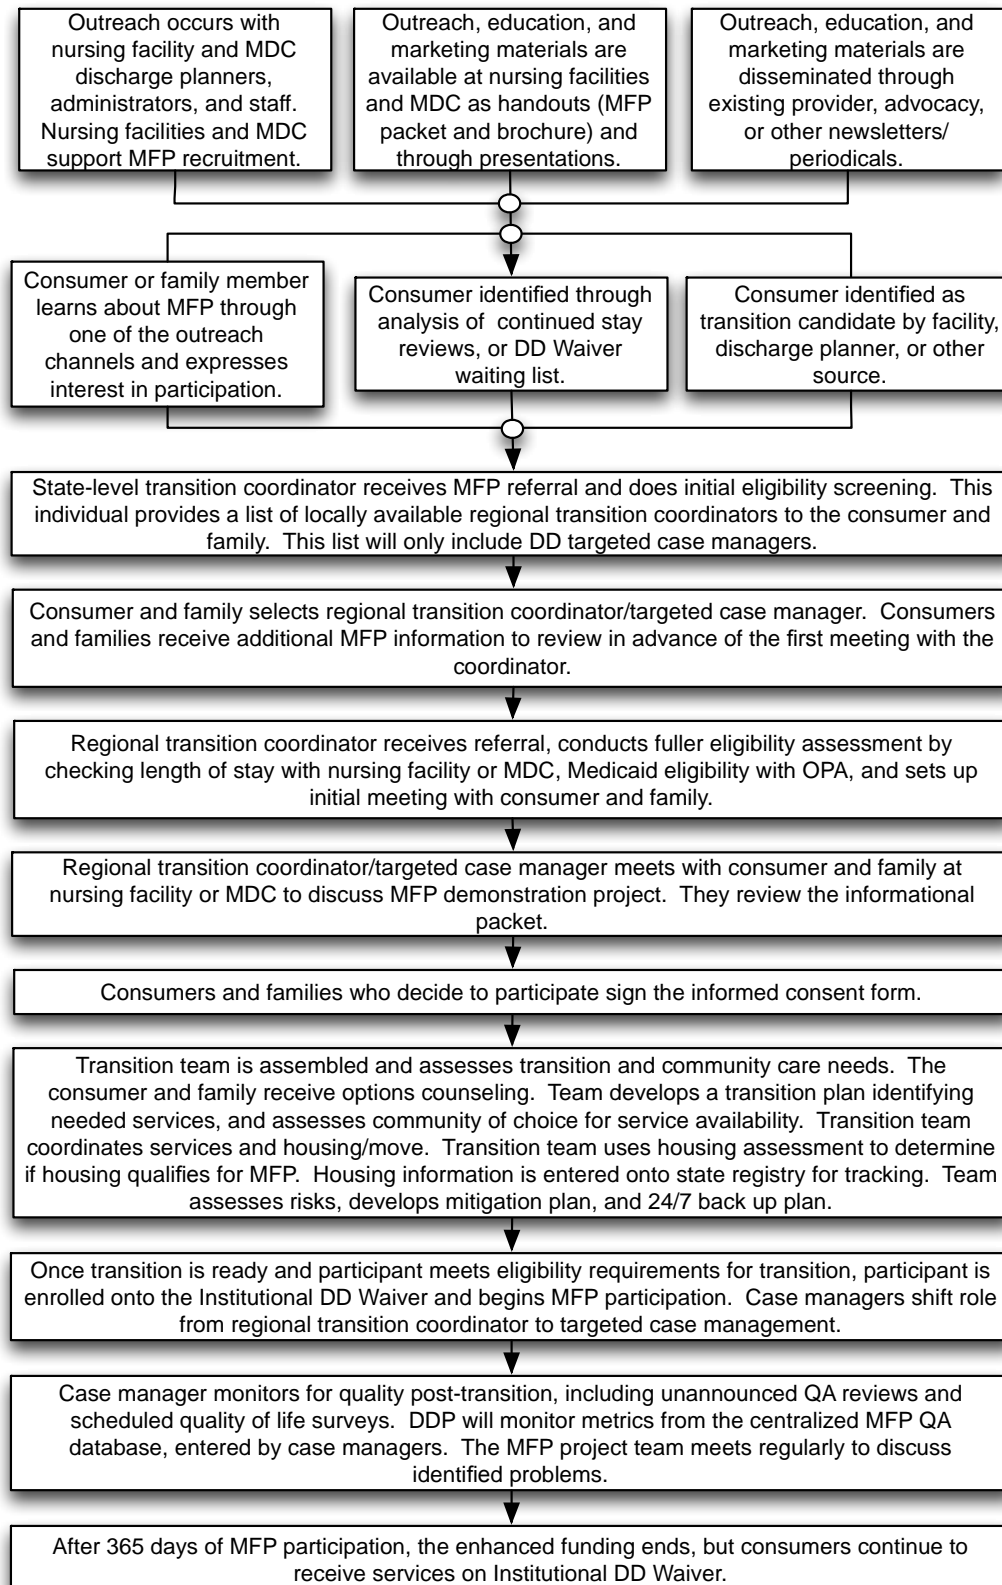 Outreach occurs with
nursing facility and MDC
discharge planners,
administrators, and staff.
Nursing facilities and MDC
support MFP recruitment.
Outreach, education, and
marketing materials are
available at nursing facilities
and MDC as handouts (MFP
packet and brochure) and
through presentations.
Outreach, education, and
marketing materials are
disseminated through
existing provider, advocacy,
or other newsletters/
periodicals.
Consumer or family member
learns about MFP through
one of the outreach
channels and expresses
interest in participation.
Consumer identified through
analysis of continued stay
reviews, or DD Waiver
waiting list.
Consumer identified as
transition candidate by facility,
discharge planner, or other
source.
State-level transition coordinator receives MFP referral and does initial eligibility screening. This
individual provides a list of locally available regional transition coordinators to the consumer and
family. This list will only include DD targeted case managers.
Consumer and family selects regional transition coordinator/targeted case manager. Consumers
and families receive additional MFP information to review in advance of the first meeting with the
coordinator.
Regional transition coordinator receives referral, conducts fuller eligibility assessment by
checking length of stay with nursing facility or MDC, Medicaid eligibility with OPA, and sets up
initial meeting with consumer and family.
Regional transition coordinator/targeted case manager meets with consumer and family at
nursing facility or MDC to discuss MFP demonstration project. They review the informational
packet.
Consumers and families who decide to participate sign the informed consent form.
Transition team is assembled and assesses transition and community care needs. The
consumer and family receive options counseling. Team develops a transition plan identifying
needed services, and assesses community of choice for service availability. Transition team
coordinates services and housing/move. Transition team uses housing assessment to determine
if housing qualifies for MFP. Housing information is entered onto state registry for tracking. Team
assesses risks, develops mitigation plan, and 24/7 back up plan.
Once transition is ready and participant meets eligibility requirements for transition, participant is
enrolled onto the Institutional DD Waiver and begins MFP participation. Case managers shift role
from regional transition coordinator to targeted case management.
Case manager monitors for quality post-transition, including unannounced QA reviews and
scheduled quality of life surveys. DDP will monitor metrics from the centralized MFP QA
database, entered by case managers. The MFP project team meets regularly to discuss
identified problems.
After 365 days of MFP participation, the enhanced funding ends, but consumers continue to
receive services on Institutional DD Waiver.